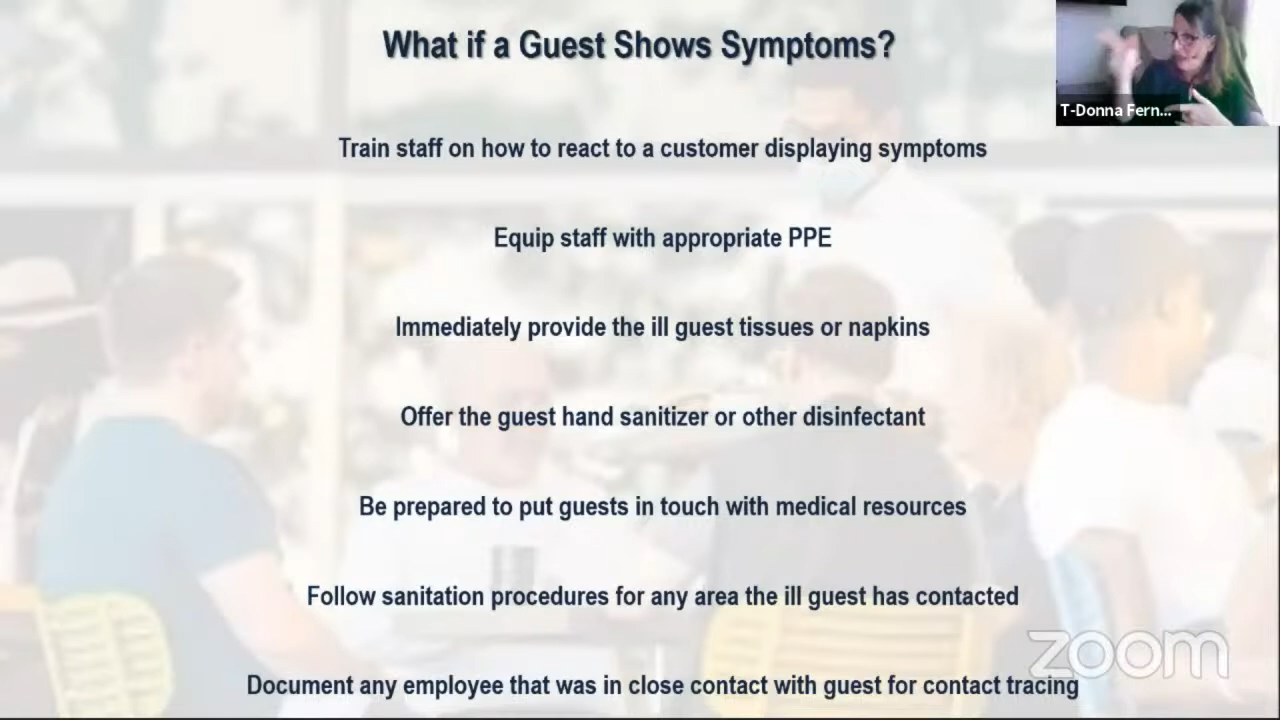 What if a Guest Shows Symptoms?
T-Donna Fern...
Train staff on how to react to a customer displaying symptoms
Equip staff with appropriate PPE
Immediately provide the ill guest tissues or napkins
Offer the guest hand sanitizer or other disinfectant
Be prepared to put guests in touch with medical resources
Follow sanitation procedures for any area the ill guest has contacted
zoom
Document any employee that was in close contact with guest for contact tracing